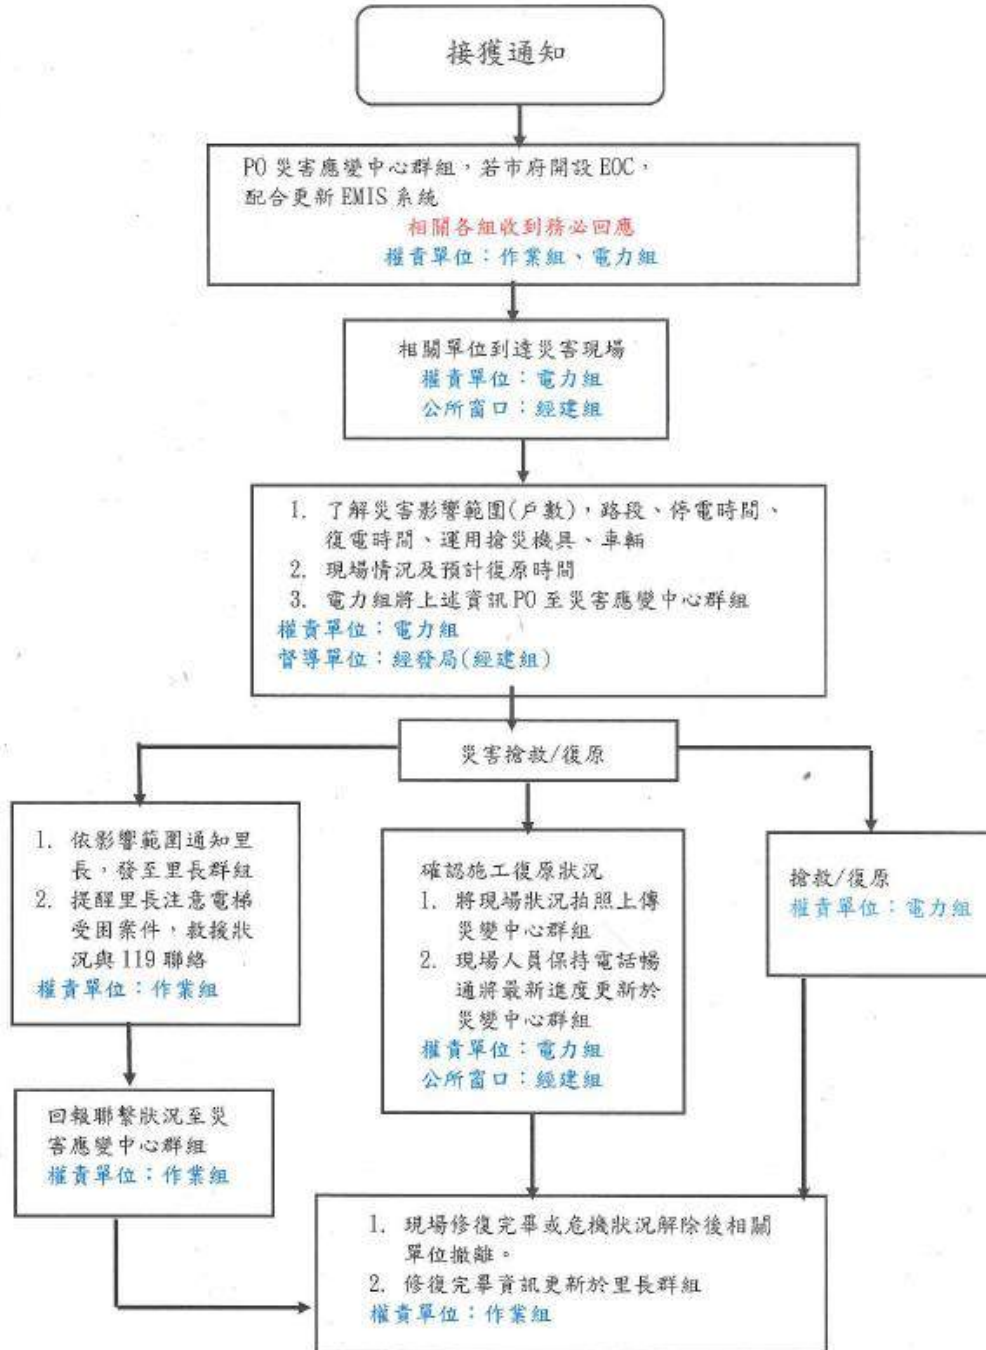 接獲通知
PO 災害應變中心群組，若市府開設 EOC，
配合更新 EMIS 系統
相關各組收到務必回應
權責單位：作業組、電力組
相關單位到達災害現場
權責單位：電力組
公所窗口：經建組
1. 了解災害影響範圍(戶數)，路段、停電時間、
復電時間、運用搶災機具、車輛
2. 現場情況及預計復原時間
3. 電力組將上述資訊 PO 至災害應變中心群組
權責單位：電力組
督導單位：經發局(經建組)
災害搶救/復原
1. 依影響範圍通知里
長，發至里長群組
2. 提醒里長注意電梯
受困案件，救援狀
況與 119 聯絡
權責單位：作業組
確認施工復原狀況
1. 將現場狀況拍照上傳
災變中心群組
2. 現場人員保持電話暢
通將最新進度更新於
災變中心群組
權責單位：電力組
公所窗口：經建組
搶救/復原
權責單位：電力組
回報聯繫狀況至災
害應變中心群組
權責單位：作業組
1. 現場修復完畢或危機狀況解除後相關
單位撤離。
2. 修復完畢資訊更新於里長群組
權責單位：作業組